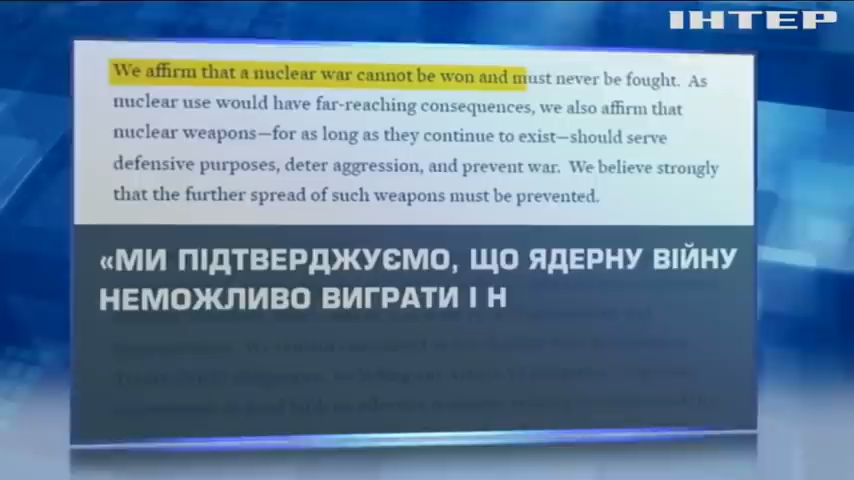 ІНТЕР
We affirm that a nuclear war cannot be won and must never be fought. As
nuclear use would have far-reaching consequences, we also affirm that
nuclear weapons—for as long as they continue to exist—should serve
defensive purposes, deter aggression, and prevent war. We believe strongly
that the further spread of such weapons must be prevented.
«МИ ПІДТВЕРДЖУЄМО, ЩО ЯДЕРНУ ВІЙНУ
НЕМОЖЛИВО ВИГРАТИ І Н